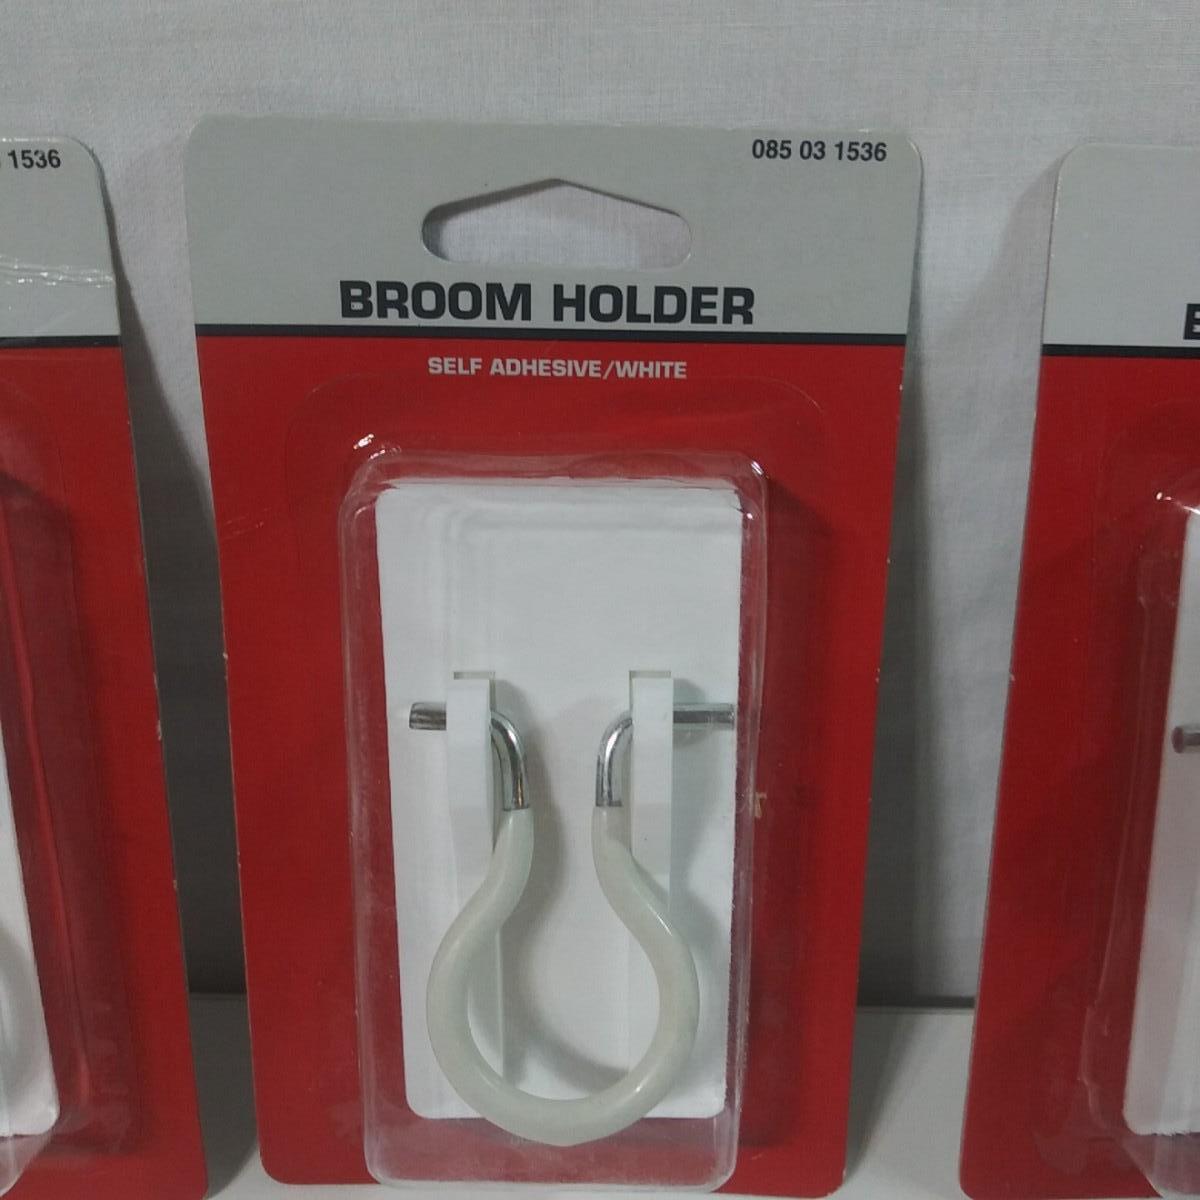 1536
085 03 1536
BROOM HOLDER
SELF ADHESIVE/WHITE